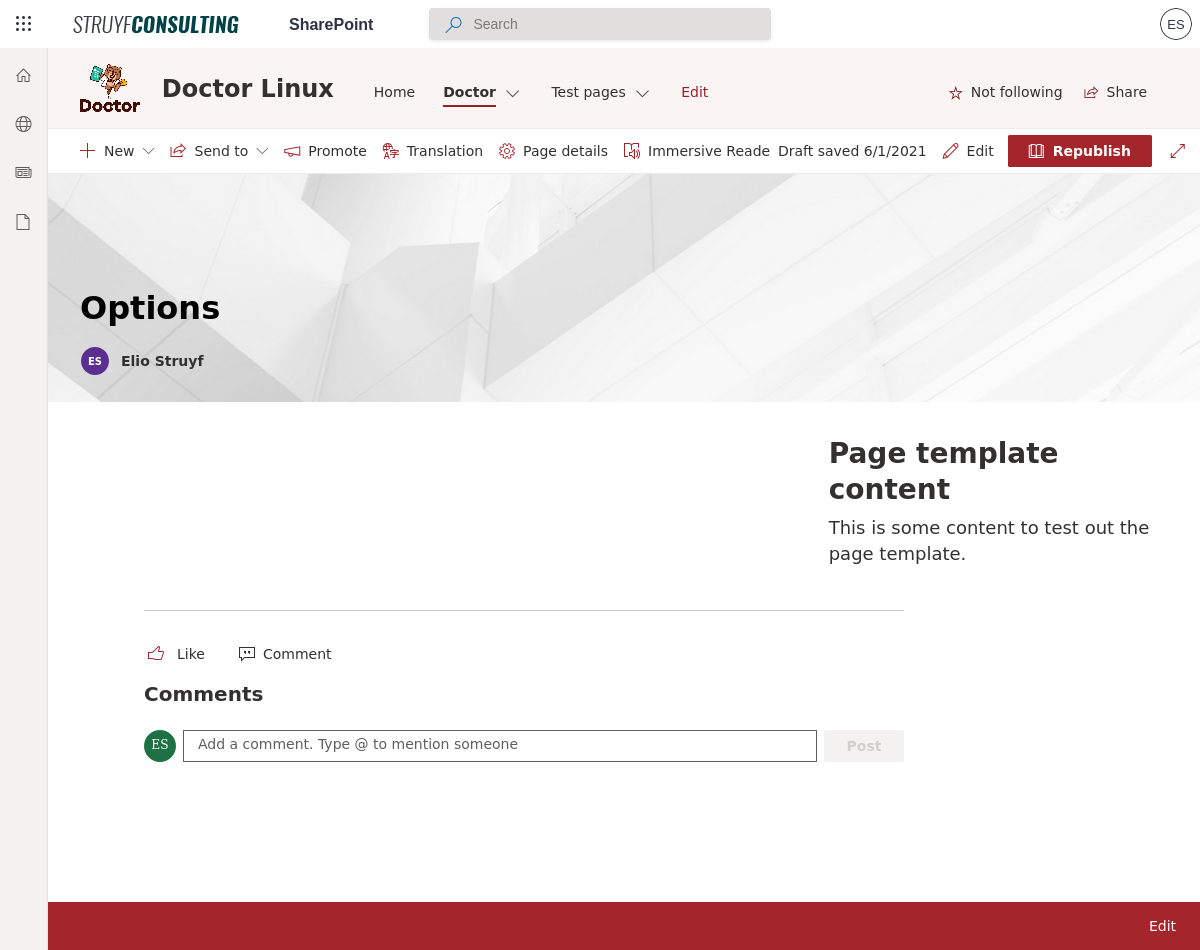 STRUYFCONSULTING SharePoint Search ES
Doctor Doctor Linux Home Doctor Test pages Edit Not following Share
New Send to Promote Translation Page details Immersive Reade Draft saved 6/1/2021 Edit Republish
Options
ES Elio Struyf
Page template
content
This is some content to test out the
page template.
Like Comment
Comments
ES Add a comment. Type @ to mention someone Post
Edit